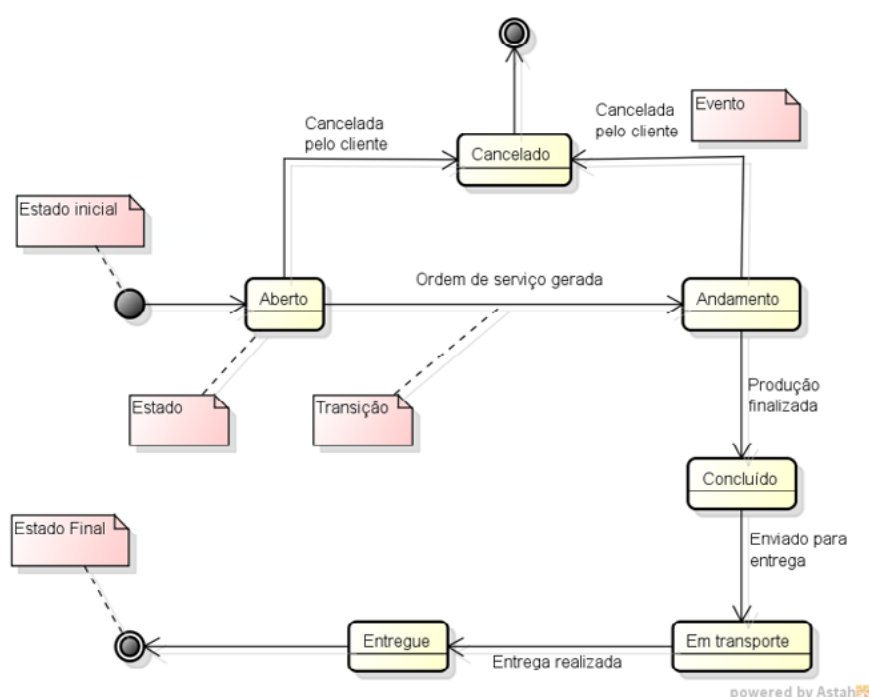 Cancelada
pelo cliente
Cancelada
pelo cliente
Evento
Cancelado
Estado inicial
Aberto
Ordem de serviço gerada
Andamento
Estado
Transição
Produção
finalizada
Concluído
Estado Final
Enviado para
entrega
Entregue
Entrega realizada
Em transporte
powered by Astah